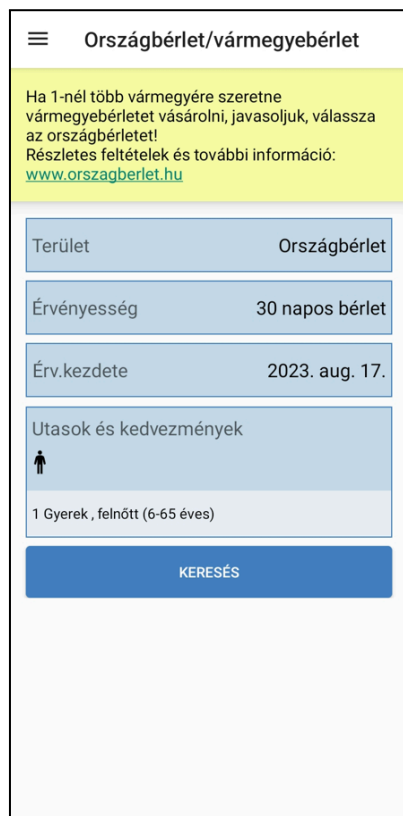 Országbérlet/vármegyebérlet
Ha 1-nél több vármegyére szeretne
vármegyebérletet vásárolni, javasoljuk, válassza
az országbérletet!
Részletes feltételek és további információ:
www.orszagberlet.hu
Terület Országbérlet
Érvényesség 30 napos bérlet
Érv.kezdete 2023. aug. 17.
Utasok és kedvezmények
1 Gyerek , felnőtt (6-65 éves)
KERESÉS